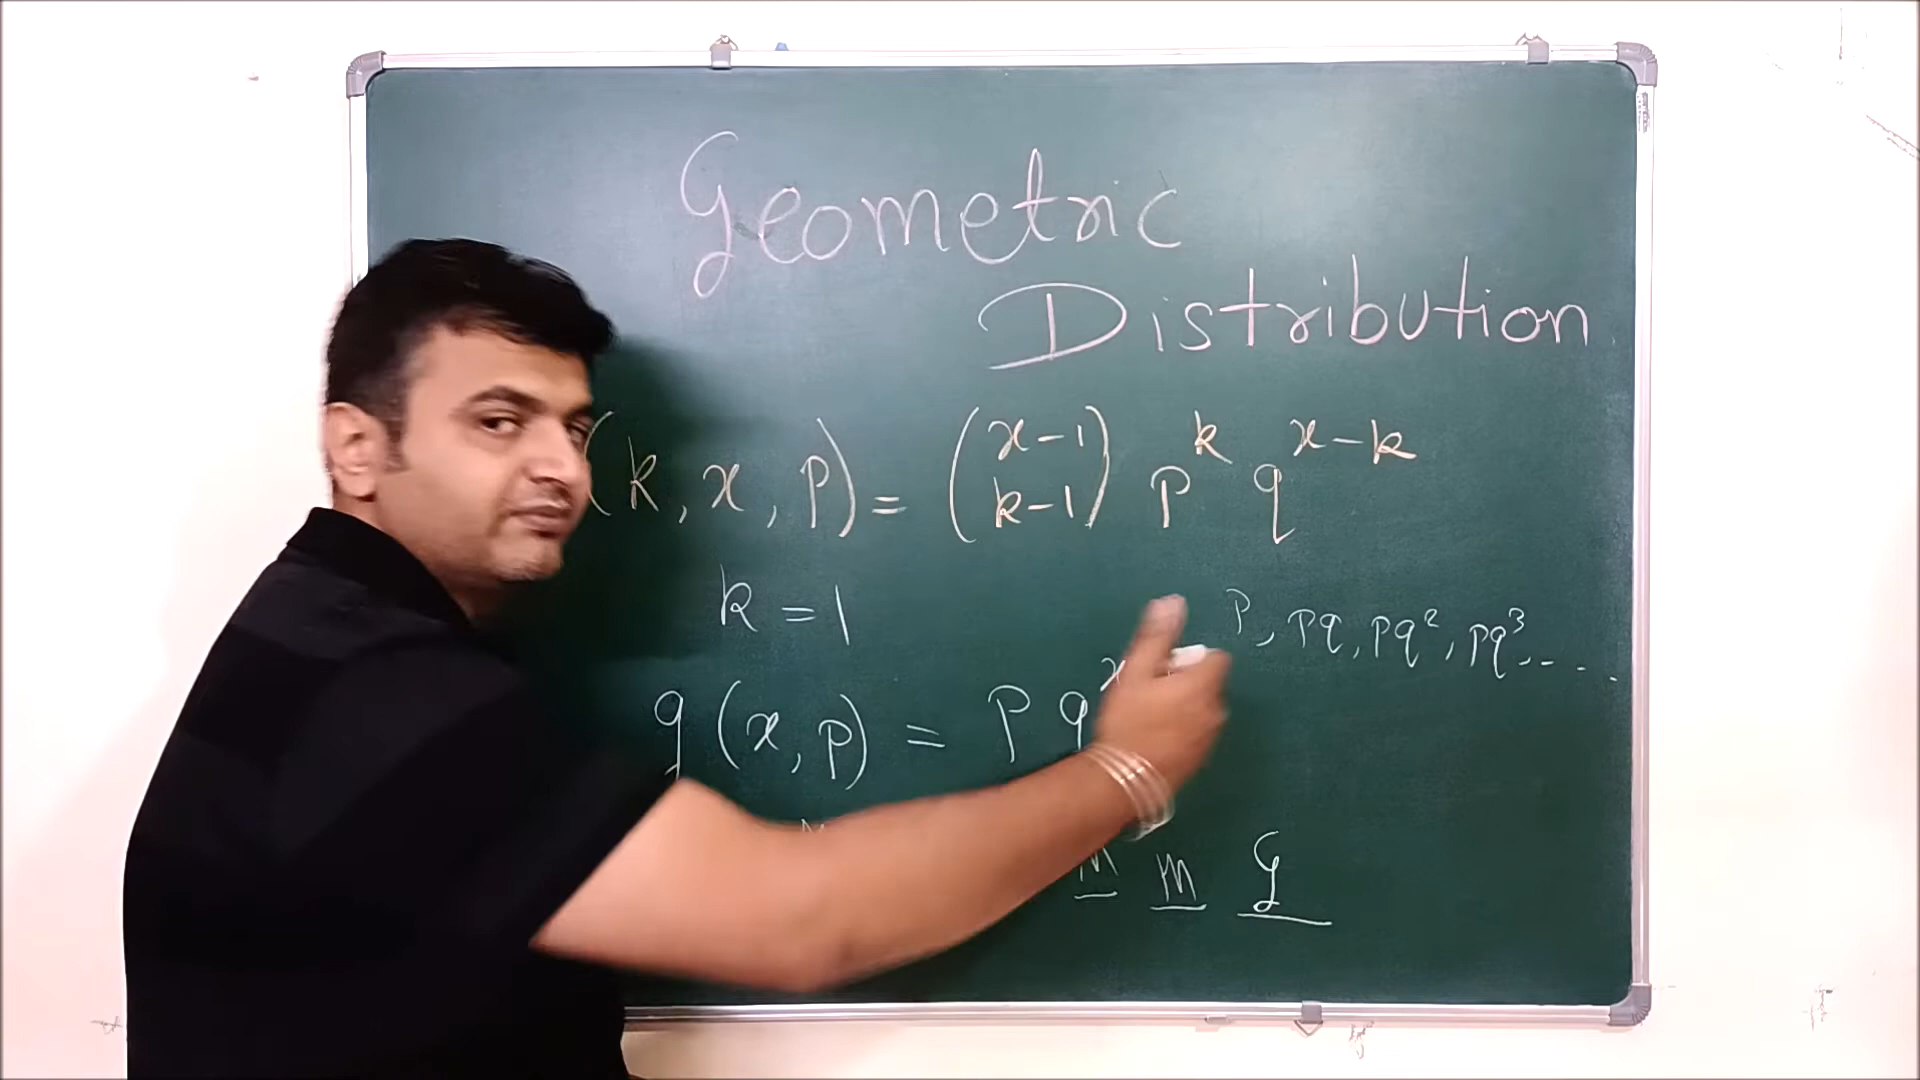 Geometric
Distribution
(k, x, p) = (x-1 k-1) p^k q^x-k
k = 1
p, pq, pq², pq³, - - - -
g (x, p) = p q^x
m m G